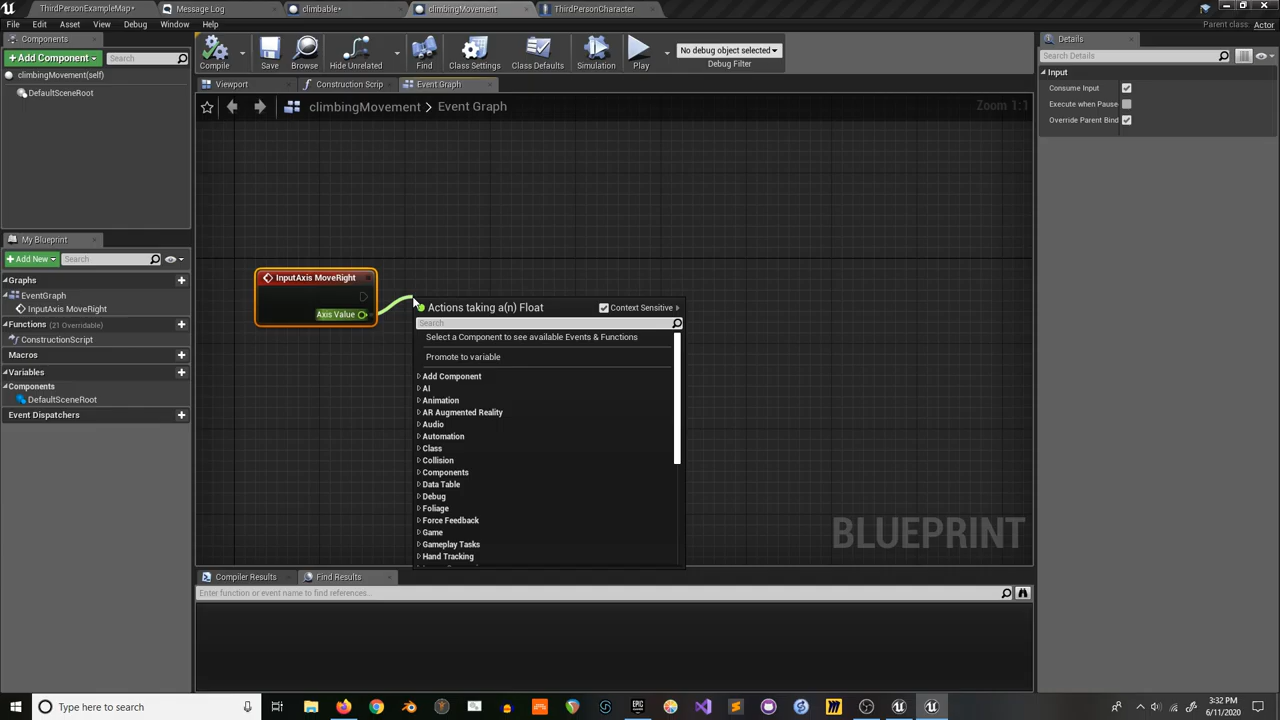 ThirdPersonExampleMap*
Message Log
climbable*
climbingMovement
ThirdPersonCharacter
File Edit Asset View Debug Window Help
Parent class: Actor
Components
+Add Component
Search
climbingMovement(self)
DefaultSceneRoot
Compile
Save
Browse
Hide Unrelated
Find
Class Settings
Class Defaults
Simulation
Play
No debug object selected
Debug Filter
Viewport
Construction Scrip
Event Graph
climbingMovement > Event Graph
Zoom 1:1
Details
Search Details
Input
Consume Input
Execute when Pause
Override Parent Bind
My Blueprint
+Add New
Search
Graphs
EventGraph
InputAxis MoveRight
Functions (21 Overridable)
ConstructionScript
Macros
Variables
Components
DefaultSceneRoot
Event Dispatchers
InputAxis MoveRight
Axis Value
Actions taking a(n) Float
Context Sensitive
Search
Select a Component to see available Events & Functions
Promote to variable
Add Component
AI
Animation
AR Augmented Reality
Audio
Automation
Class
Collision
Components
Data Table
Debug
Foliage
Force Feedback
Game
Gameplay Tasks
Hand Tracking
BLUEPRINT
Compiler Results
Find Results
Enter function or event name to find references...
Type here to search
3:32 PM
6/11/2020